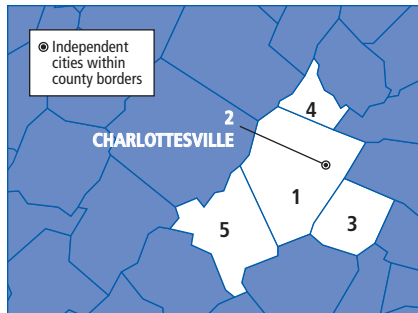 Independent
cities within
county borders
4
2
CHARLOTTESVILLE
1
3
5